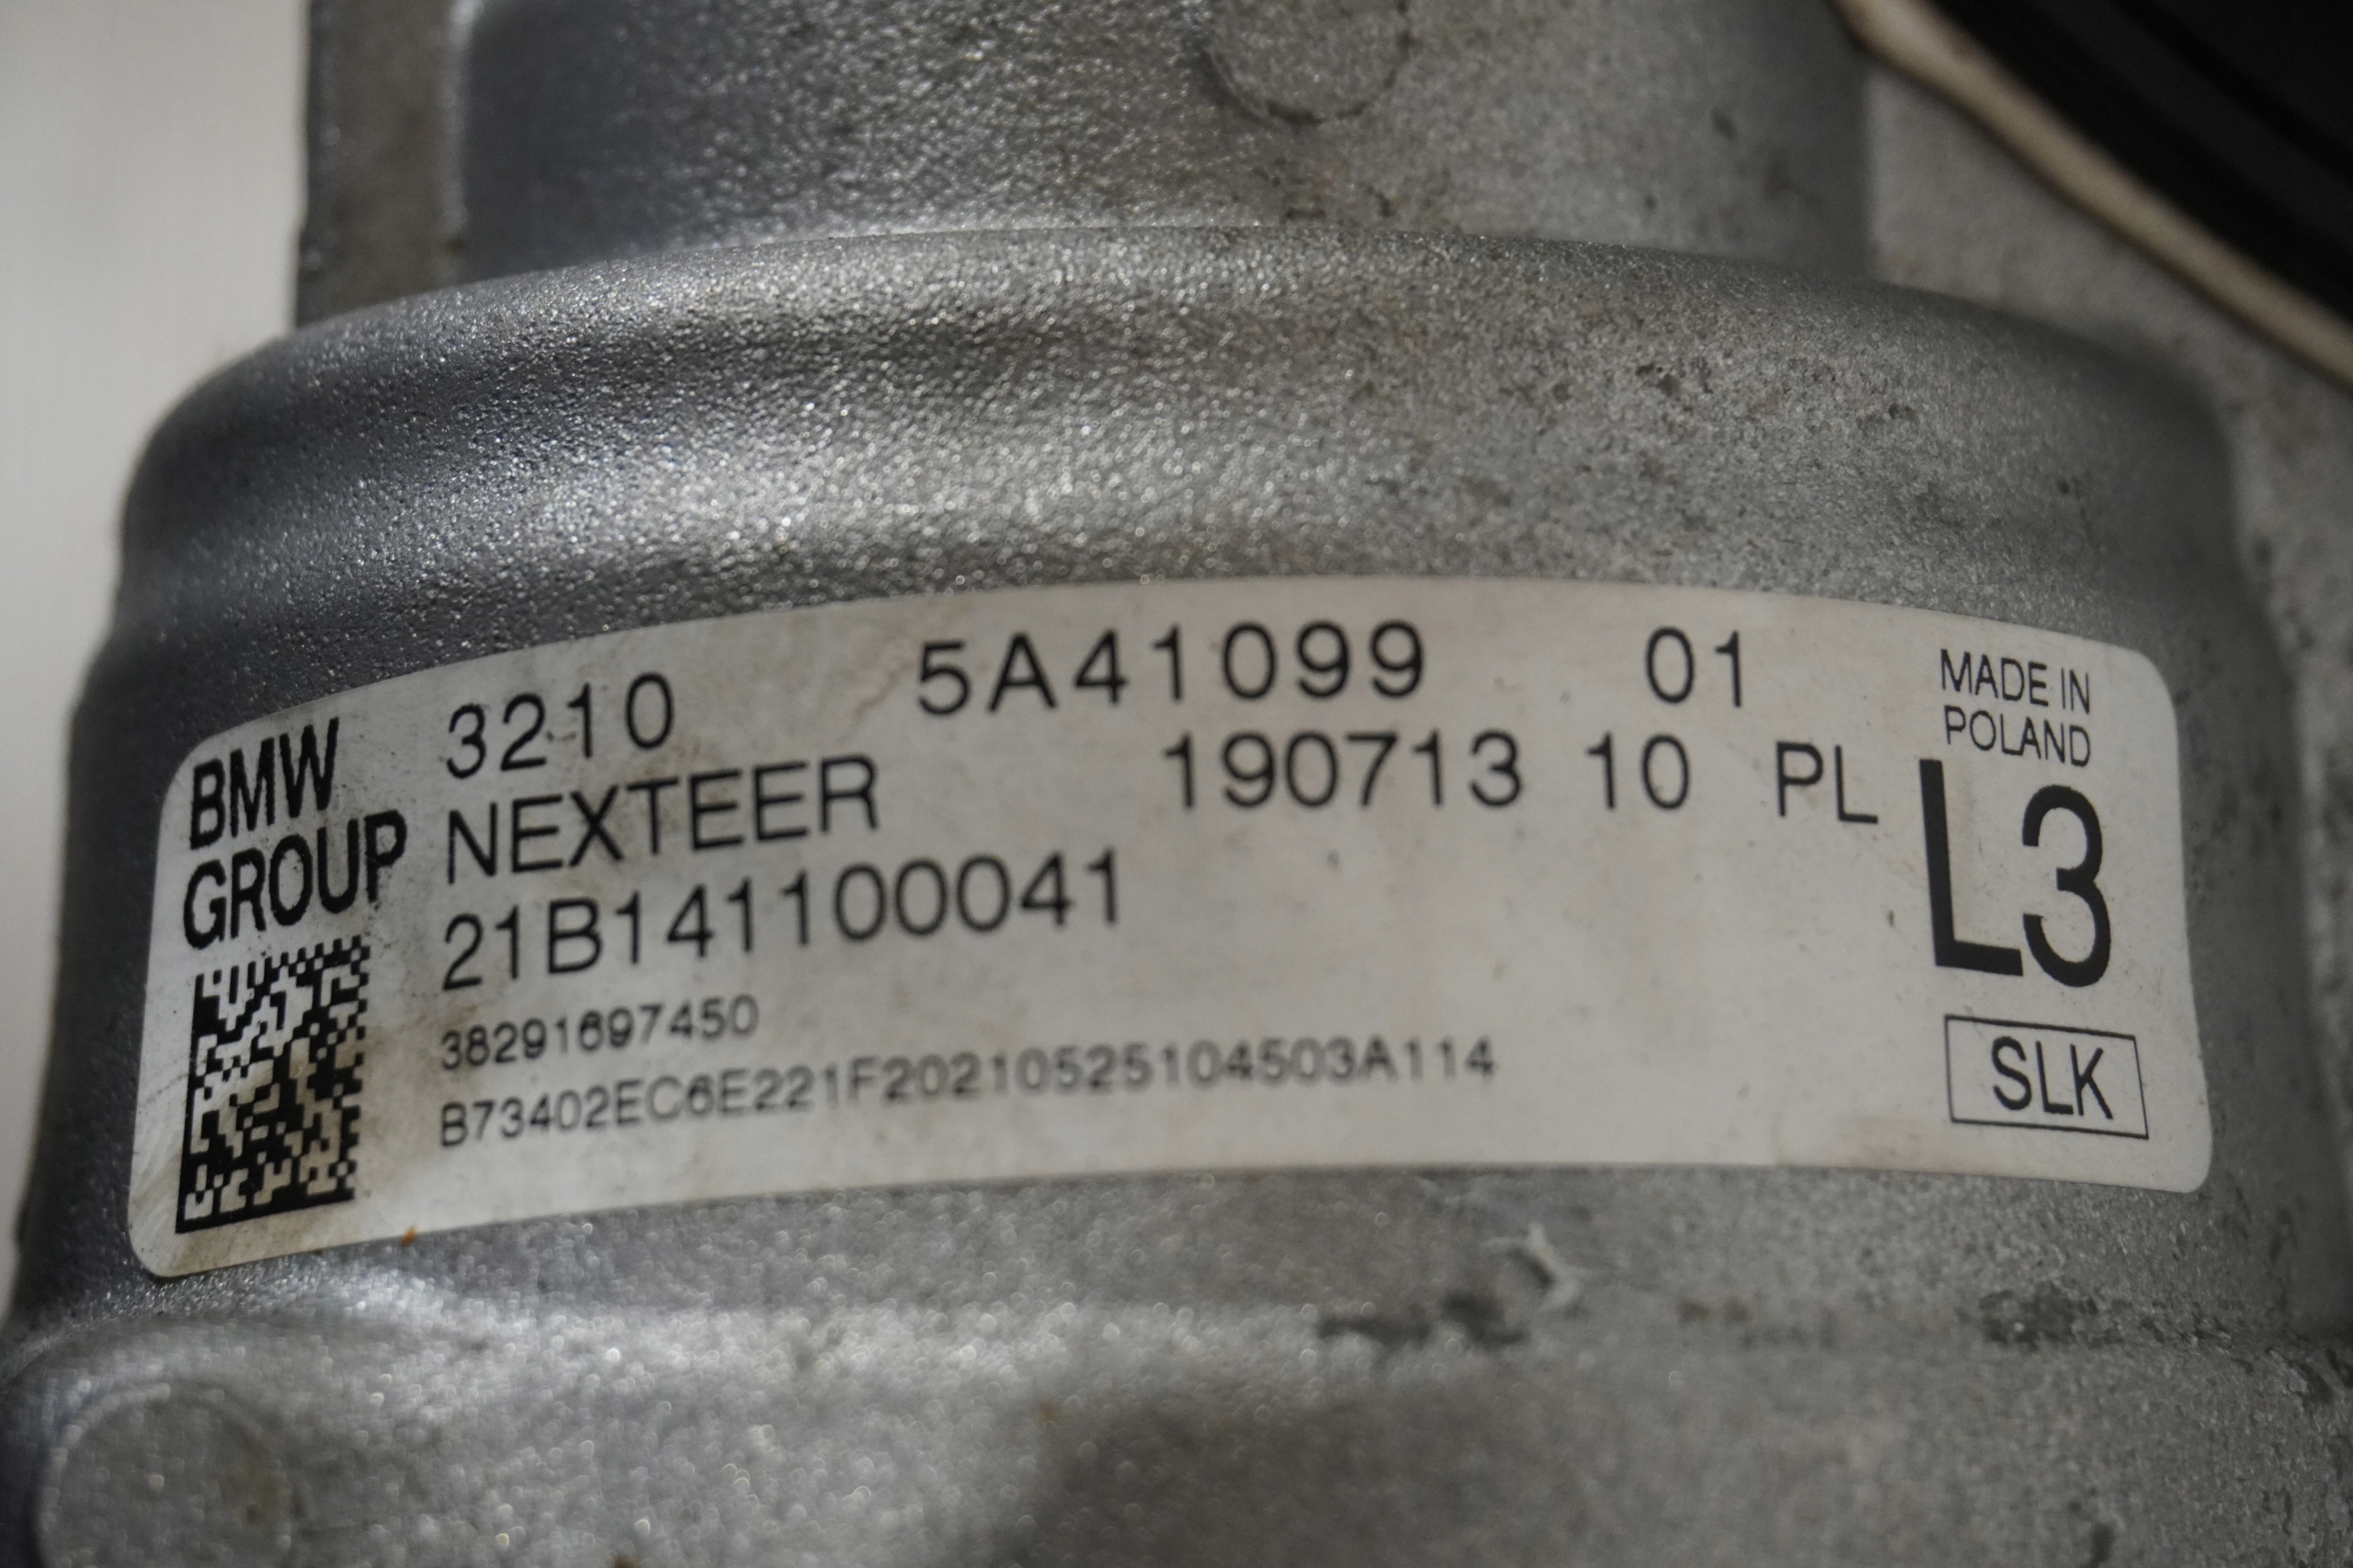 BMW
GROUP
3210 5A41099 01
NEXTEER 190713 10 PL
21B141100041
38291697450
B73402EC6E221F20210525104503A114
MADE IN
POLAND
L3
SLK